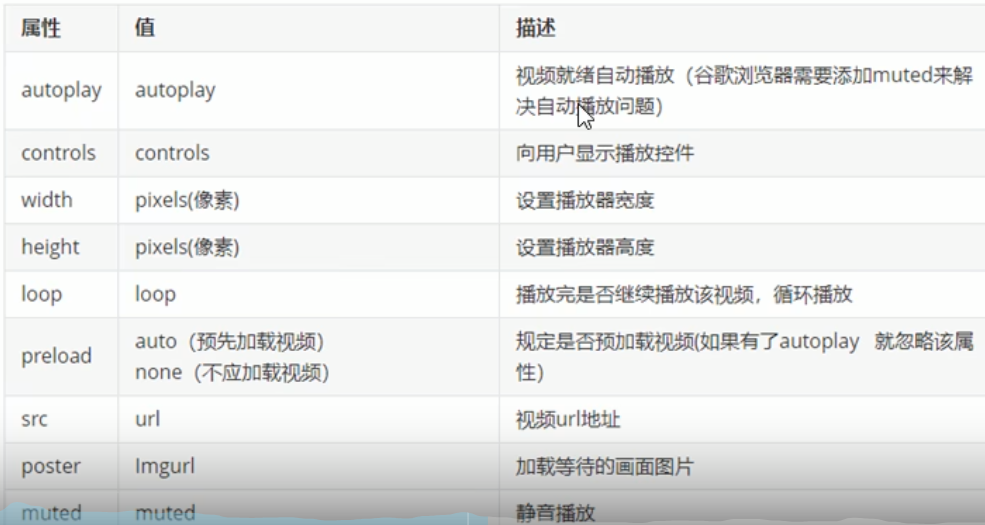 属性 值 描述
autoplay autoplay 视频就绪自动播放（谷歌浏览器需要添加muted来解
决自动播放问题）
controls controls 向用户显示播放控件
width pixels(像素) 设置播放器宽度
height pixels(像素) 设置播放器高度
loop loop 播放完是否继续播放该视频，循环播放
preload auto（预先加载视频） 规定是否预加载视频(如果有了autoplay 就忽略该属
none（不应加载视频） 性）
src url 视频url地址
poster Imgurl 加载等待的画面图片
muted muted 静音播放